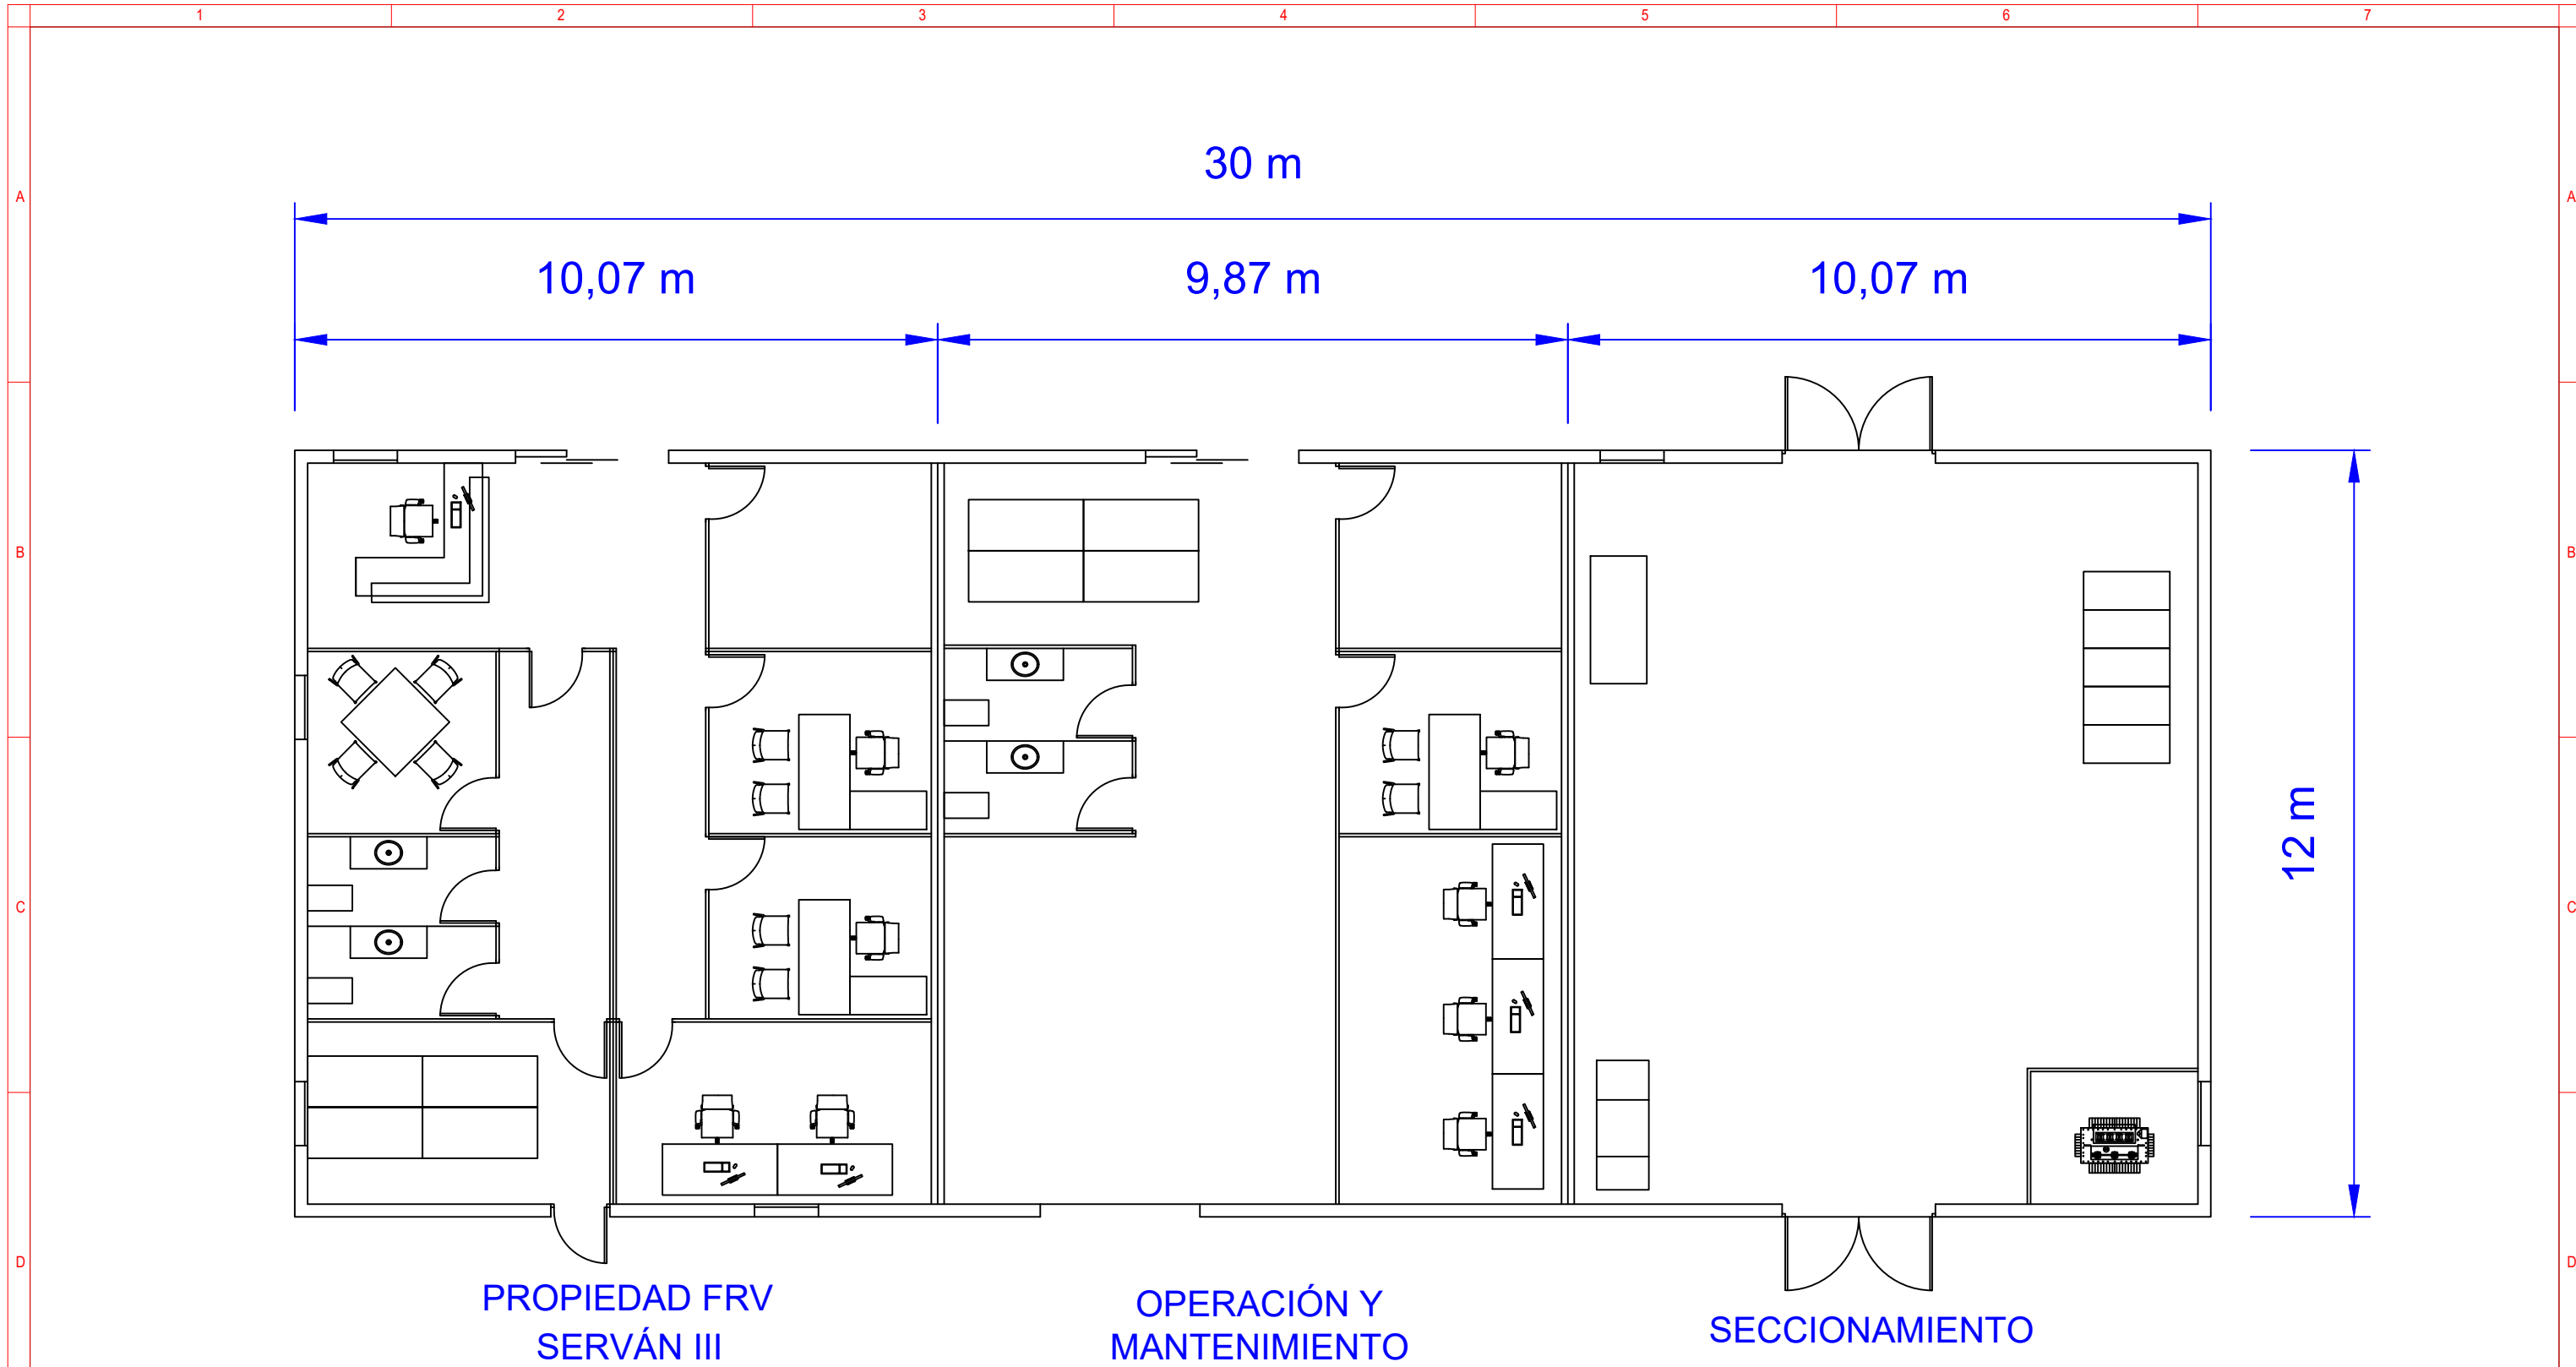 1 2 3 4 5 6 7
30 m
A A
10,07 m 9,87 m 10,07 m
B B
12 m
C C
D D
PROPIEDAD FRV
SERVÁN III
OPERACIÓN Y
MANTENIMIENTO
SECCIONAMIENTO